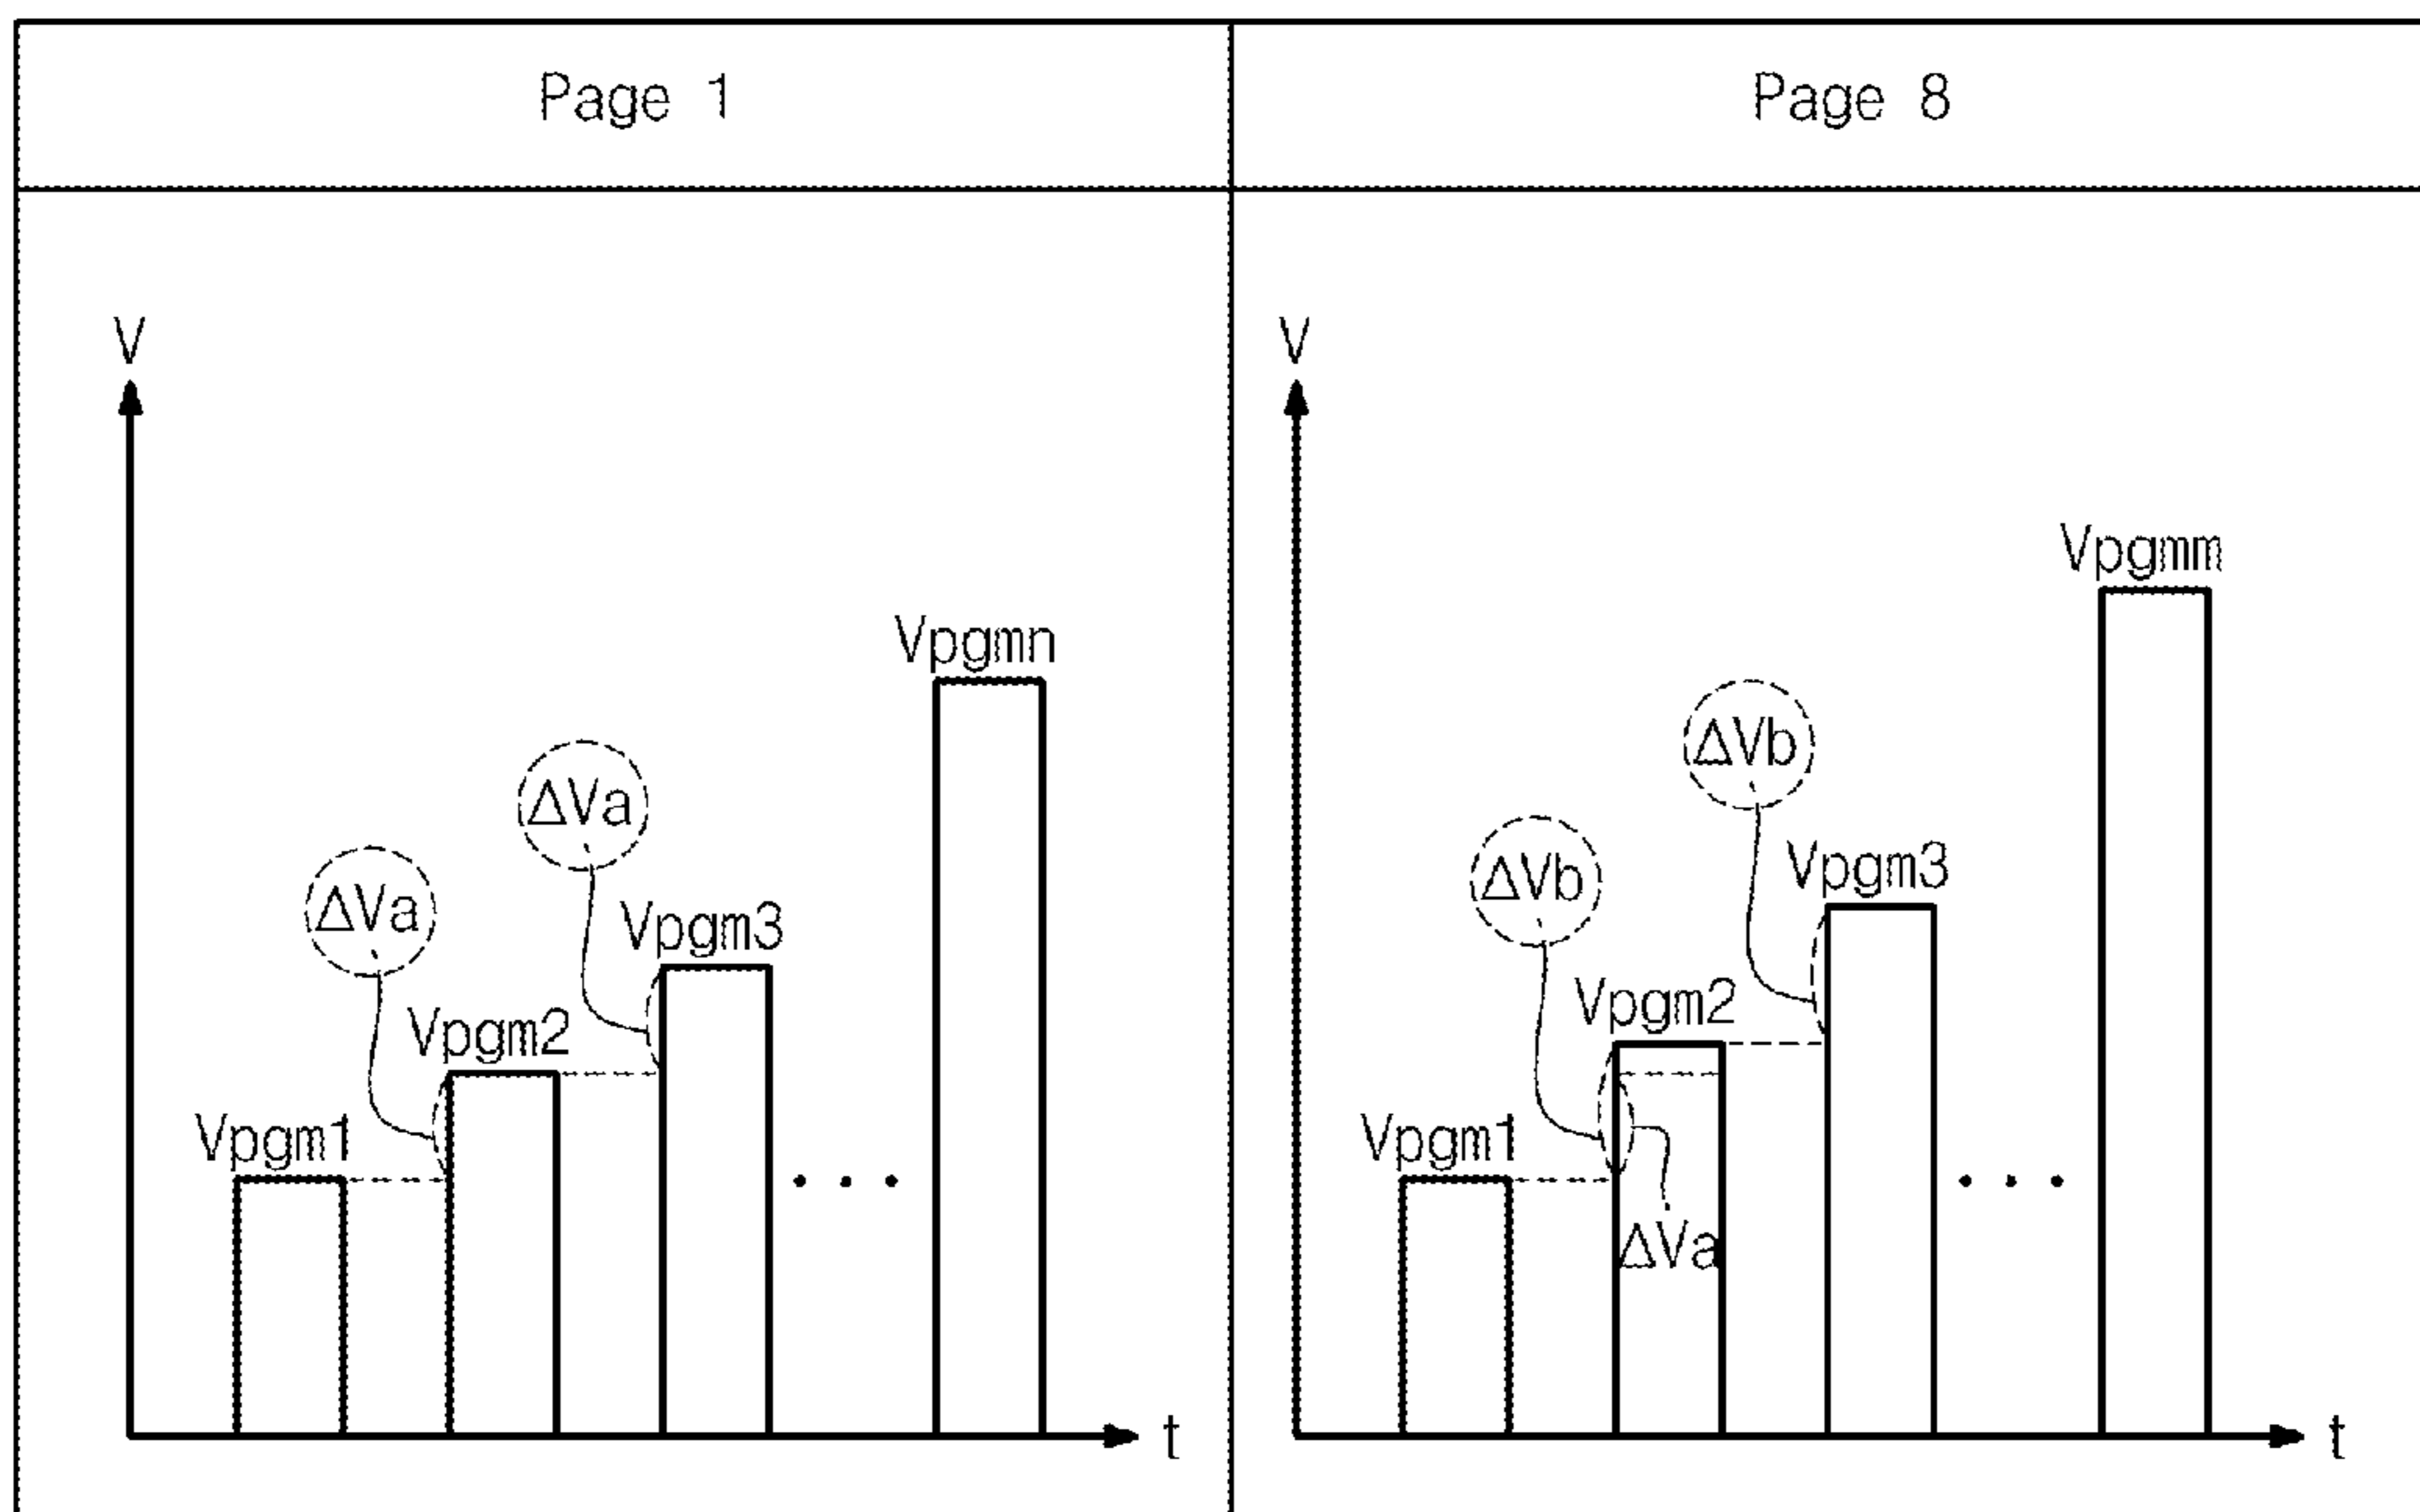 Page 1
Page 8
V
Vpgmn
ΔVa
ΔVa
Vpgm3
Vpgm2
Vpgm1
. . .
t
V
Vpgmm
ΔVb
ΔVb
Vpgm3
Vpgm2
Vpgm1
. . .
ΔVa
t